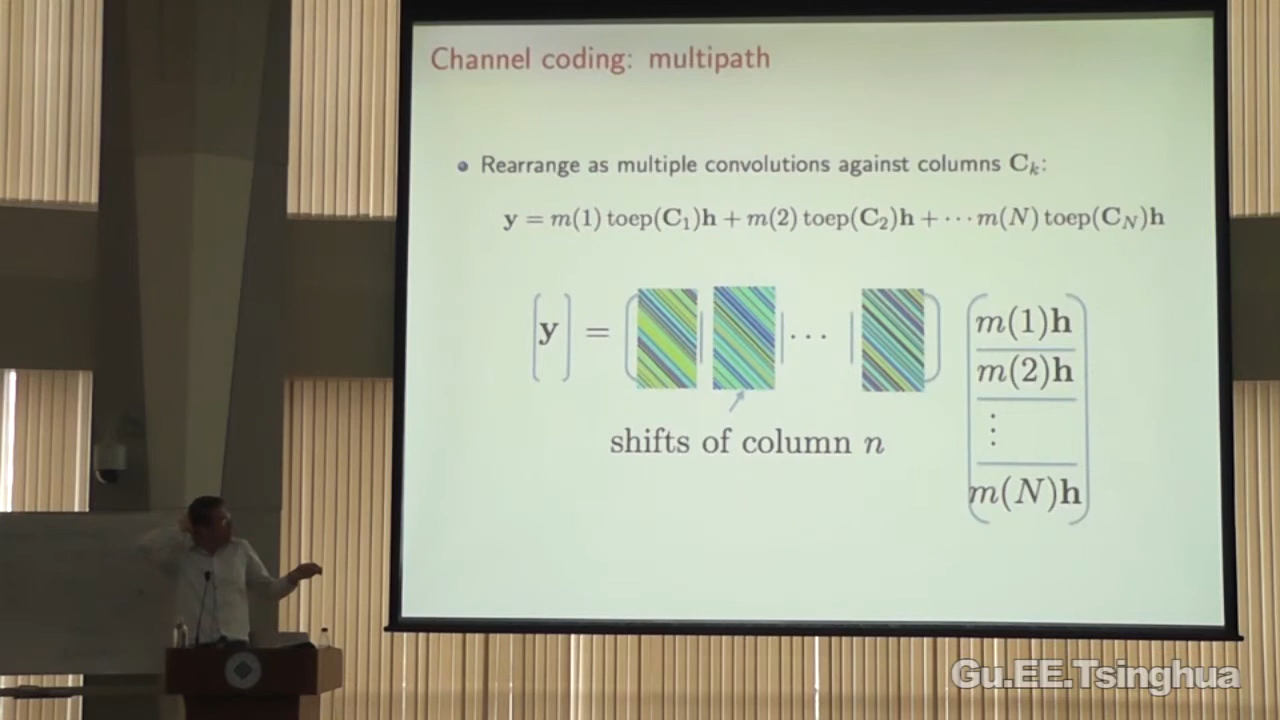 Channel coding: multipath
Rearrange as multiple convolutions against columns C_k:
y = m(1) toep(C_1)h + m(2) toep(C_2)h + ⋯ m(N) toep(C_N)h
y = ⋯
m(1)h
m(2)h
⋮
m(N)h
shifts of column n
Gu.EE.Tsinghua